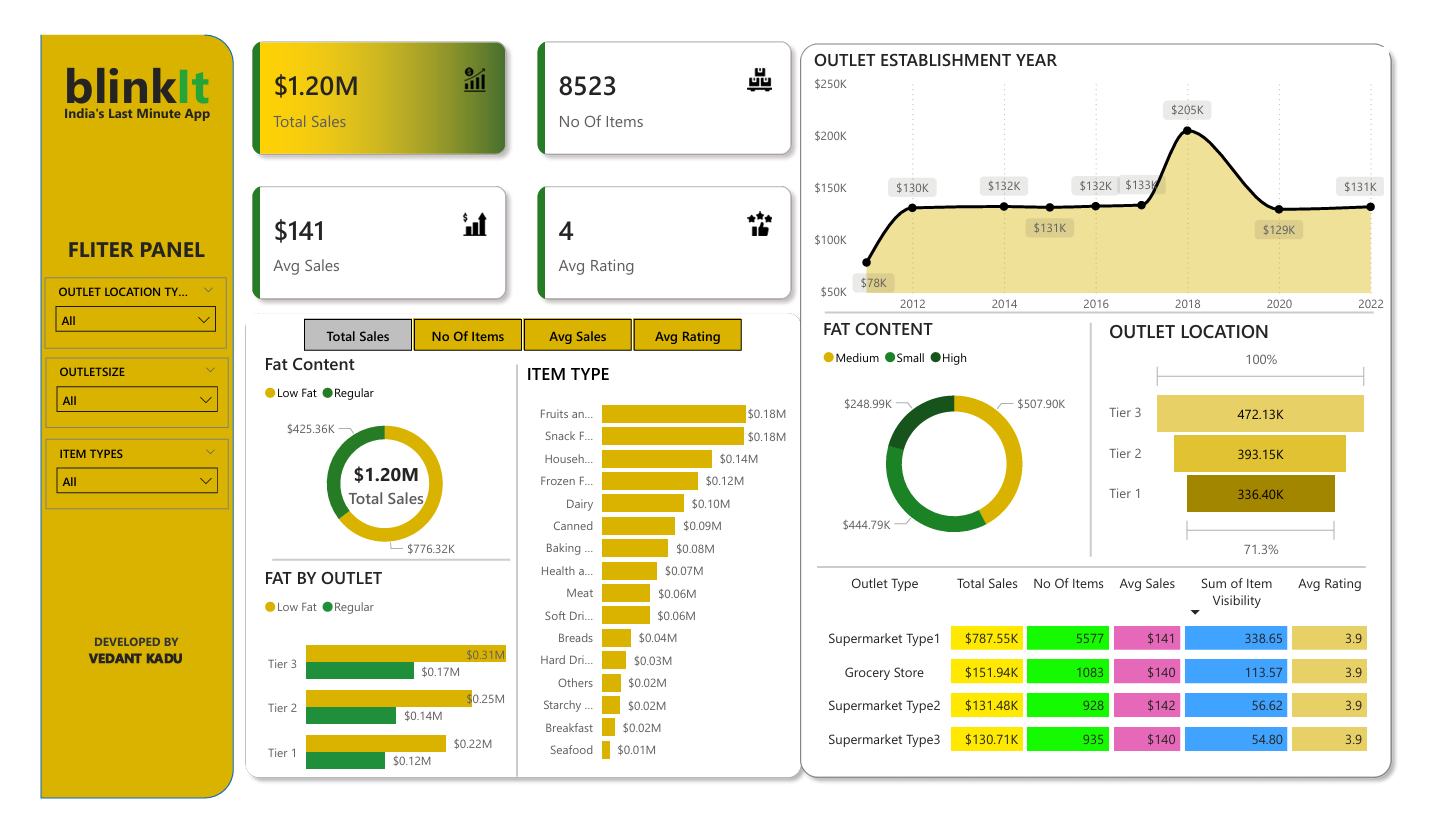 blinkIt
India's Last Minute App
FLITER PANEL
OUTLET LOCATION TY...
All
OUTLETSIZE
All
ITEM TYPES
All
DEVELOPED BY
VEDANT KADU
$1.20M
Total Sales
8523
No Of Items
$141
Avg Sales
4
Avg Rating
Total Sales
No Of Items
Avg Sales
Avg Rating
Fat Content
Low Fat
Regular
$425.36K
$1.20M
Total Sales
$776.32K
FAT BY OUTLET
Low Fat
Regular
Tier 3
$0.31M
$0.17M
Tier 2
$0.25M
$0.14M
Tier 1
$0.22M
$0.12M
ITEM TYPE
Fruits an... $0.18M
Snack F... $0.18M
Househ... $0.14M
Frozen F... $0.12M
Dairy $0.10M
Canned $0.09M
Baking ... $0.08M
Health a... $0.07M
Meat $0.06M
Soft Dri... $0.06M
Breads $0.04M
Hard Dri... $0.03M
Others $0.02M
Starchy ... $0.02M
Breakfast $0.02M
Seafood $0.01M
OUTLET ESTABLISHMENT YEAR
$250K
$200K
$150K
$100K
$50K
$78K
$130K
$132K
$131K
$132K
$133K
$205K
$129K
$131K
2012 2014 2016 2018 2020 2022
FAT CONTENT
Medium Small High
$248.99K
$507.90K
$444.79K
OUTLET LOCATION
100%
Tier 3 472.13K
Tier 2 393.15K
Tier 1 336.40K
71.3%
Outlet Type Total Sales No Of Items Avg Sales Sum of Item Visibility Avg Rating
Supermarket Type1 $787.55K 5577 $141 338.65 3.9
Grocery Store $151.94K 1083 $140 113.57 3.9
Supermarket Type2 $131.48K 928 $142 56.62 3.9
Supermarket Type3 $130.71K 935 $140 54.80 3.9